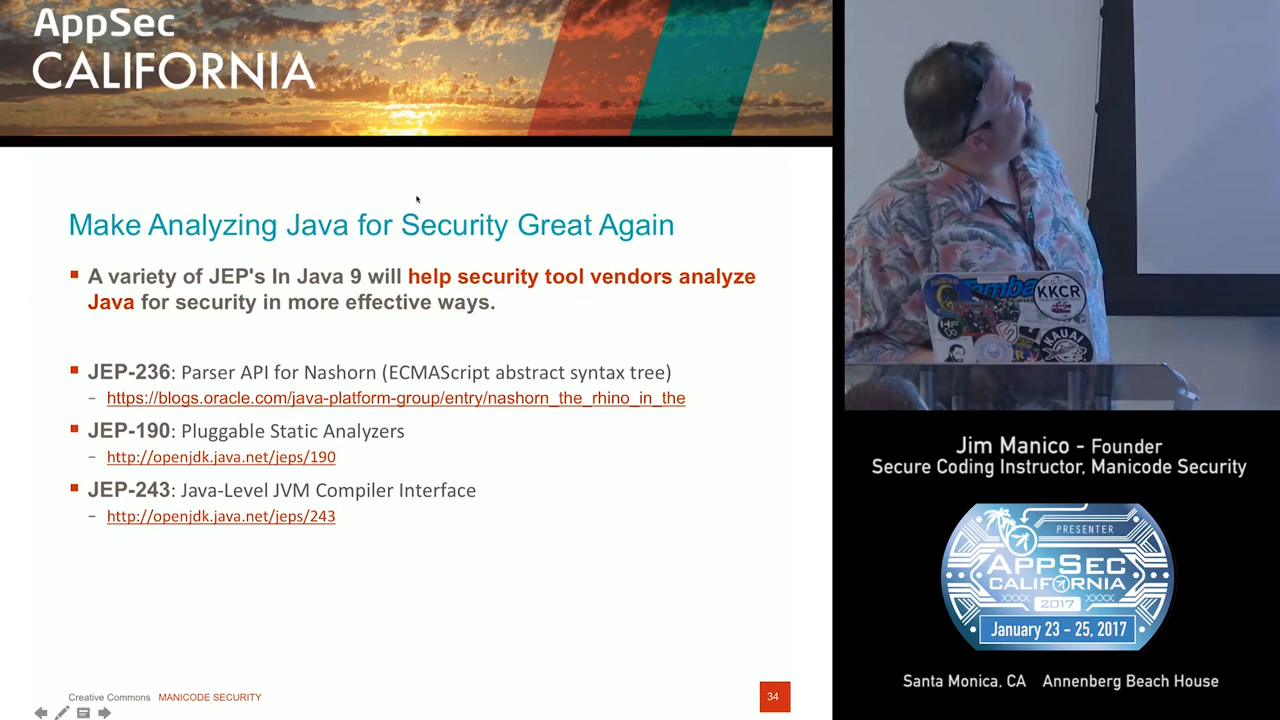 AppSec
CALIFORNIA
Make Analyzing Java for Security Great Again
A variety of JEP's In Java 9 will help security tool vendors analyze
Java for security in more effective ways.
JEP-236: Parser API for Nashorn (ECMAScript abstract syntax tree)
– https://blogs.oracle.com/java-platform-group/entry/nashorn_the_rhino_in_the
JEP-190: Pluggable Static Analyzers
– http://openjdk.java.net/jeps/190
JEP-243: Java-Level JVM Compiler Interface
– http://openjdk.java.net/jeps/243
Creative Commons MANICODE SECURITY
34
KKCR
KAUAI
Jim Manico - Founder
Secure Coding Instructor, Manicode Security
PRESENTER
APPSEC
CALIFORNIA
2017
January 23 - 25, 2017
Santa Monica, CA Annenberg Beach House